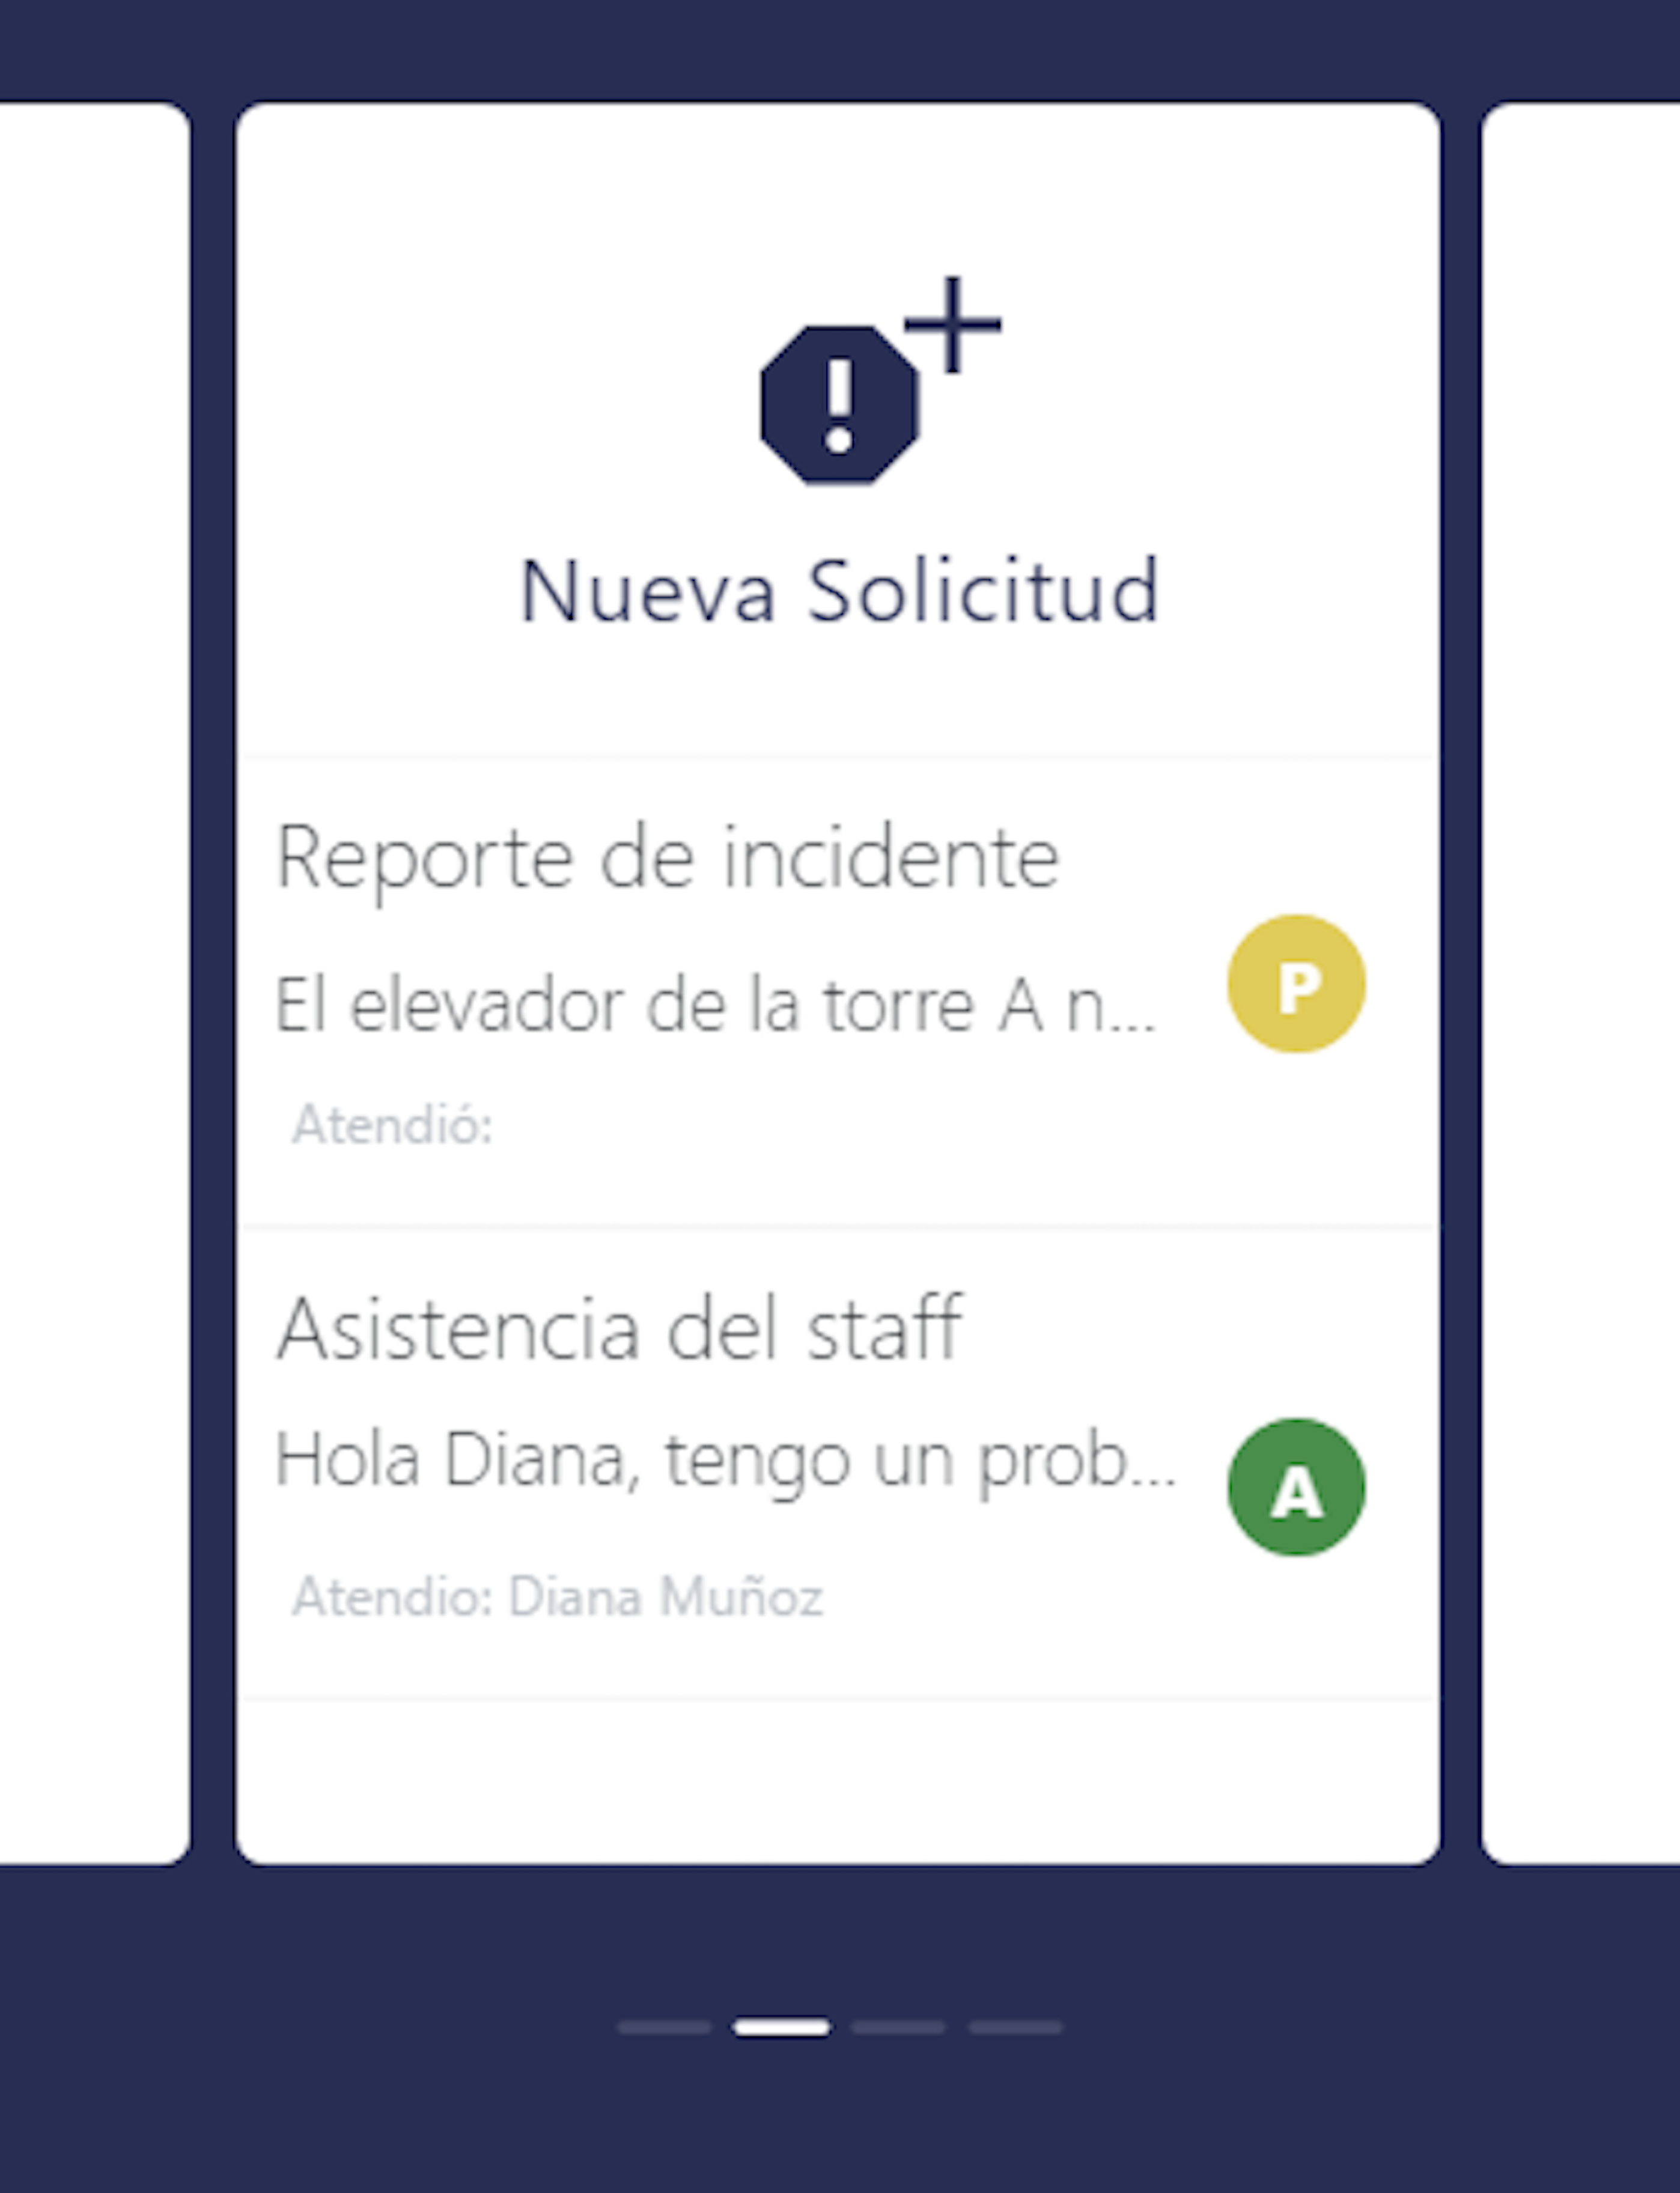 Nueva Solicitud
Reporte de incidente
El elevador de la torre A n...
P
Atendió:
Asistencia del staff
Hola Diana, tengo un prob...
A
Atendio: Diana Muñoz